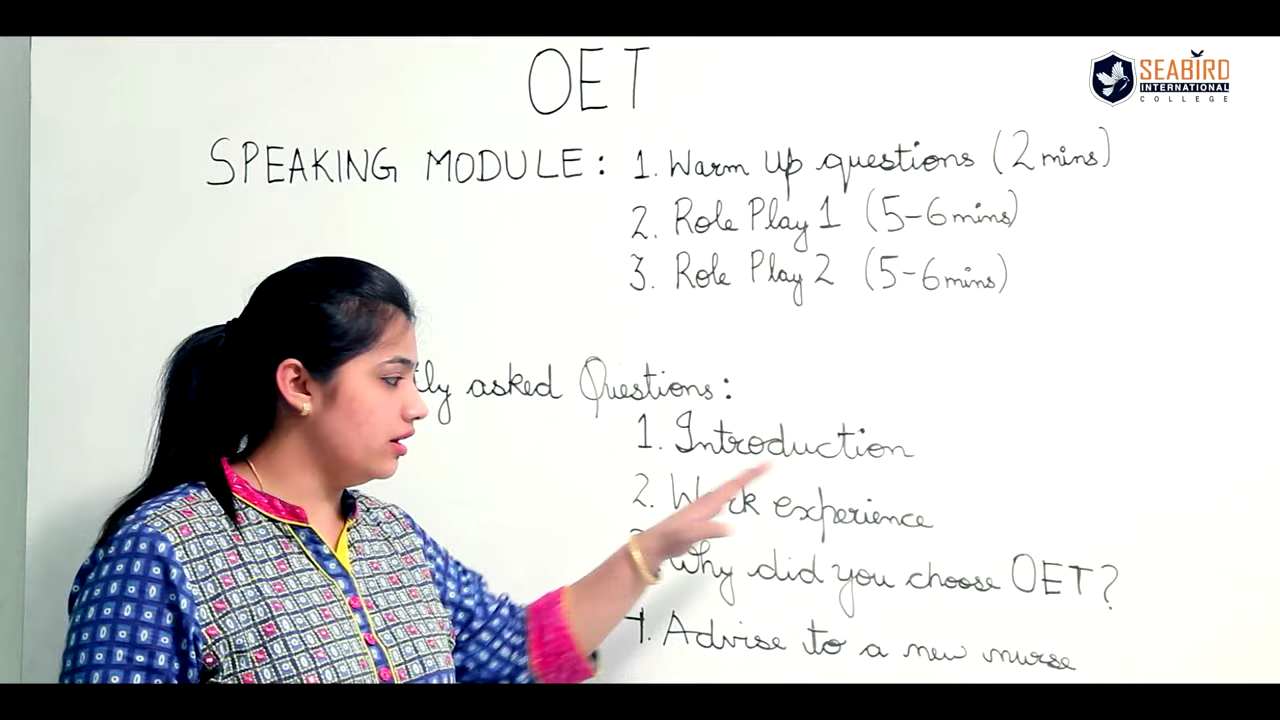 OET
SEABIRD
INTERNATIONAL
COLLEGE
SPEAKING MODULE: 1. Warm Up questions (2 mins)
2. Role Play 1 (5-6 mins)
3. Role Play 2 (5-6 mins)
asked Questions:
1. Introduction
2. Work experience
Why did you choose OET?
4. Advise to a new nurse